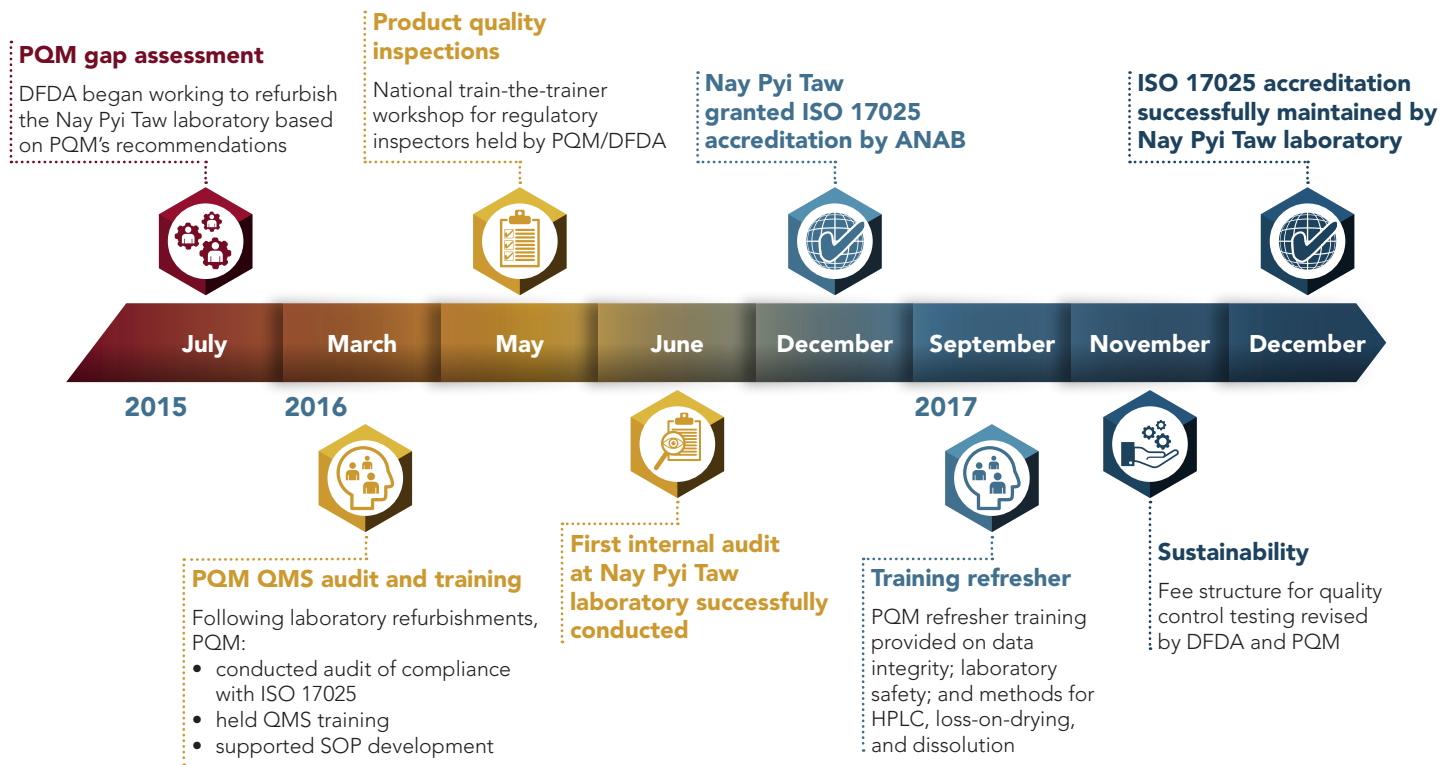 PQM gap assessment
DFDA began working to refurbish
the Nay Pyi Taw laboratory based
on PQM’s recommendations
Product quality
inspections
National train-the-trainer
workshop for regulatory
inspectors held by PQM/DFDA
Nay Pyi Taw
granted ISO 17025
accreditation by ANAB
ISO 17025 accreditation
successfully maintained by
Nay Pyi Taw laboratory
July
March
May
June
December
September
November
December
2015
2016
2017
PQM QMS audit and training
Following laboratory refurbishments,
PQM:
• conducted audit of compliance
with ISO 17025
• held QMS training
• supported SOP development
First internal audit
at Nay Pyi Taw
laboratory successfully
conducted
Training refresher
PQM refresher training
provided on data
integrity; laboratory
safety; and methods for
HPLC, loss-on-drying,
and dissolution
Sustainability
Fee structure for quality
control testing revised
by DFDA and PQM